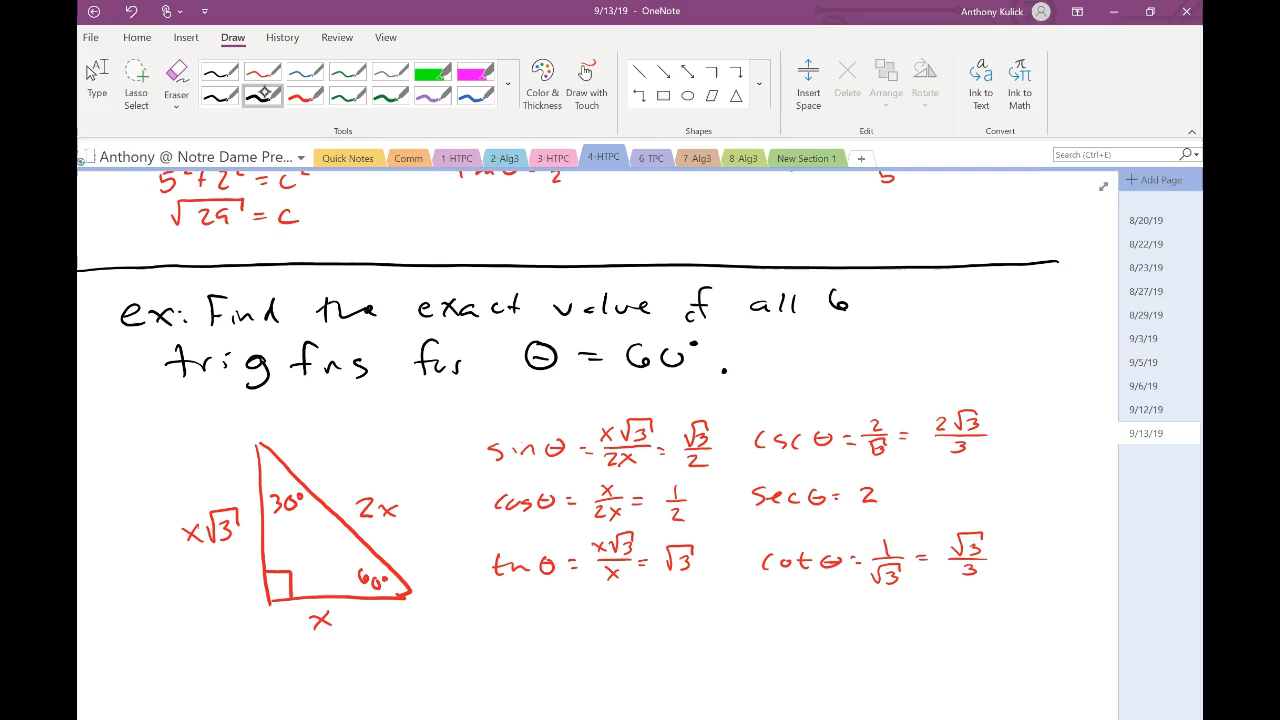 9/13/19 - OneNote
Anthony Kulick
File Home Insert Draw History Review View
Type
Lasso Select
Eraser
Color & Thickness
Draw with Touch
Insert Space
Delete
Arrange
Rotate
Ink to Text
Ink to Math
Tools
Shapes
Edit
Convert
Anthony @ Notre Dame Pre...
Quick Notes
Comm
1 HTPC
2 Alg3
3 HTPC
4-HTPC
6 TPC
7 Alg3
8 Alg3
New Section 1
Search (Ctrl+E)
Add Page
8/20/19
8/22/19
8/23/19
8/27/19
8/29/19
9/3/19
9/5/19
9/6/19
9/12/19
9/13/19
5² + 2² = c²
√29 = c
ex: Find the exact value of all 6
trig fns for θ = 60°.
30°
60°
x√3
2x
x
sin θ = x√3/2x = √3/2
csc θ = 2/√3 = 2√3/3
cos θ = x/2x = 1/2
sec θ = 2
tn θ = x√3/x = √3
cot θ = 1/√3 = √3/3